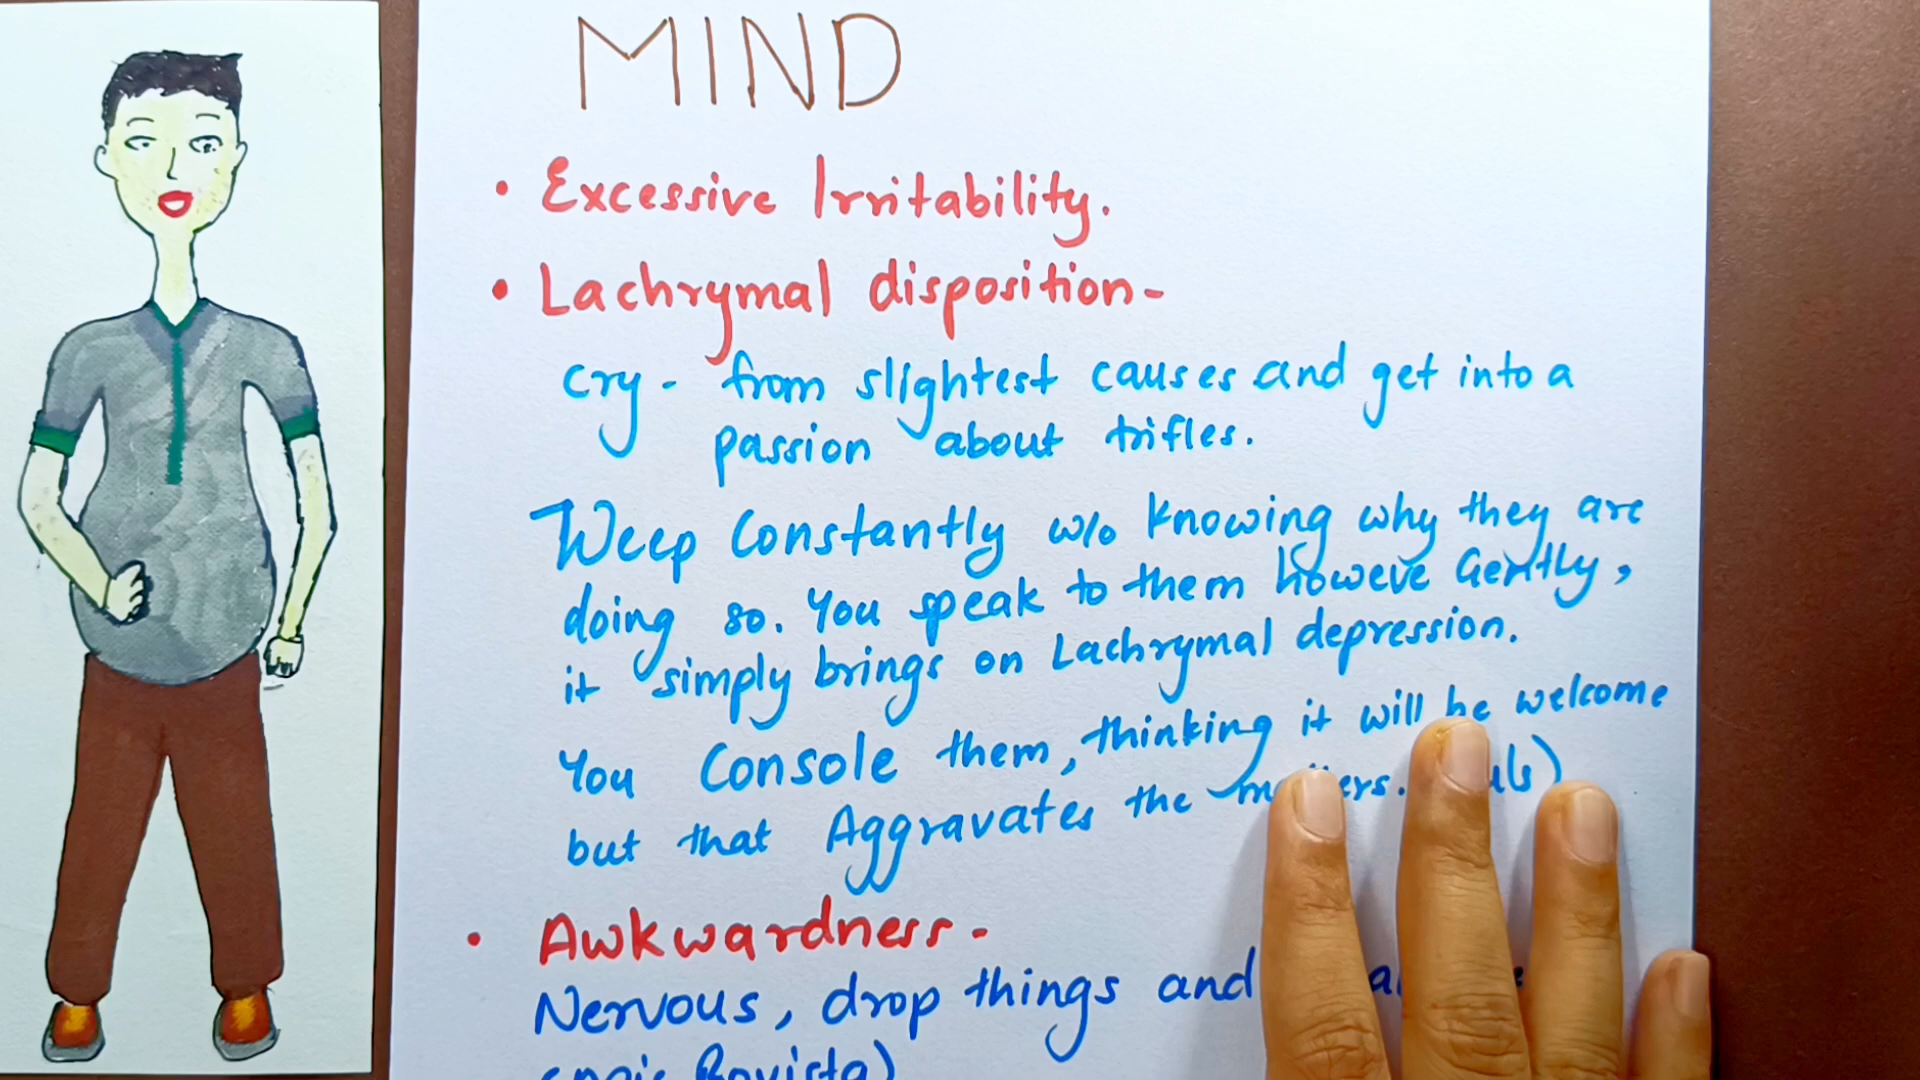 MIND
• Excessive Irritability.
• Lachrymal disposition-
cry - from slightest causes and get into a
passion about trifles.
Weep Constantly w/o knowing why they are
doing so. You speak to them howeve Gently,
it simply brings on Lachrymal depression.
You Console them, thinking it will be welcome
but that Aggravates the
• Awkwardness -
Nervous, drop things and